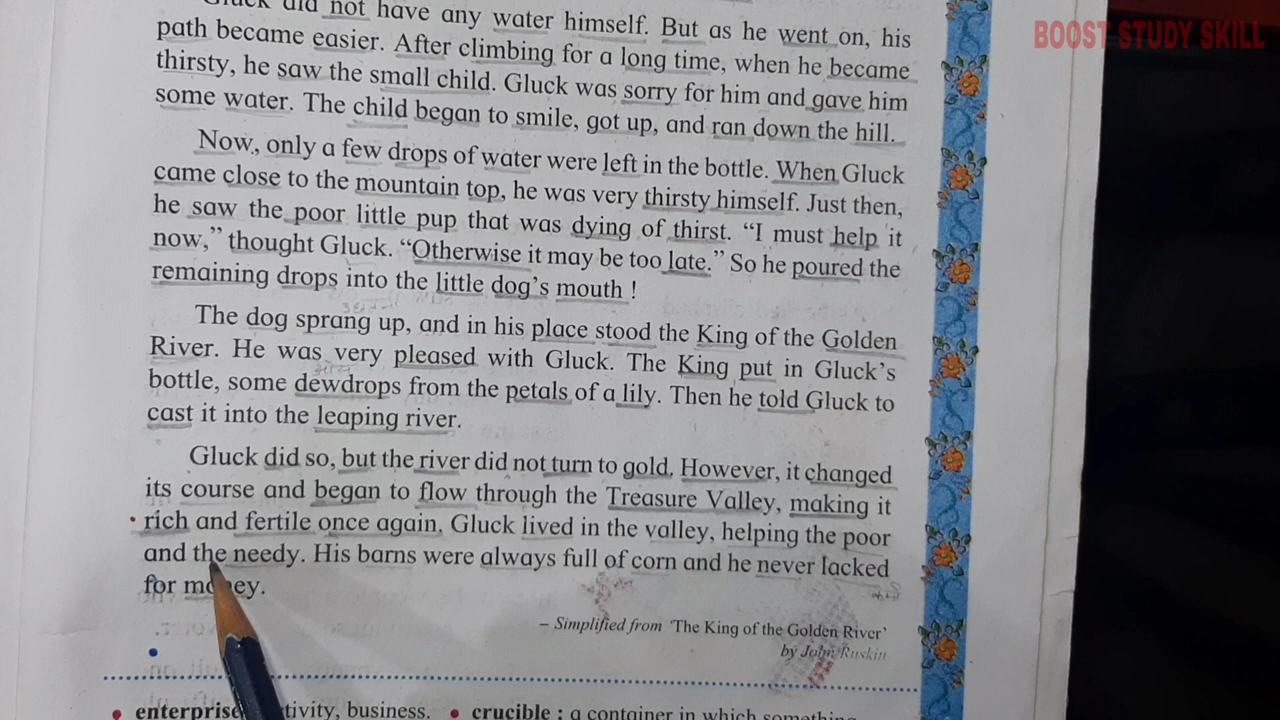 BOOST STUDY SKILL
Gluck did not have any water himself. But as he went on, his
path became easier. After climbing for a long time, when he became
thirsty, he saw the small child. Gluck was sorry for him and gave him
some water. The child began to smile, got up, and ran down the hill.
Now, only a few drops of water were left in the bottle. When Gluck
came close to the mountain top, he was very thirsty himself. Just then,
he saw the poor little pup that was dying of thirst. “I must help it
now,” thought Gluck. “Otherwise it may be too late.” So he poured the
remaining drops into the little dog’s mouth !
The dog sprang up, and in his place stood the King of the Golden
River. He was very pleased with Gluck. The King put in Gluck’s
bottle, some dewdrops from the petals of a lily. Then he told Gluck to
cast it into the leaping river.
Gluck did so, but the river did not turn to gold. However, it changed
its course and began to flow through the Treasure Valley, making it
rich and fertile once again. Gluck lived in the valley, helping the poor
and the needy. His barns were always full of corn and he never lacked
for money.
– Simplified from ‘The King of the Golden River’
by John Ruskin
• enterprise activity, business. • crucible : a container in which something